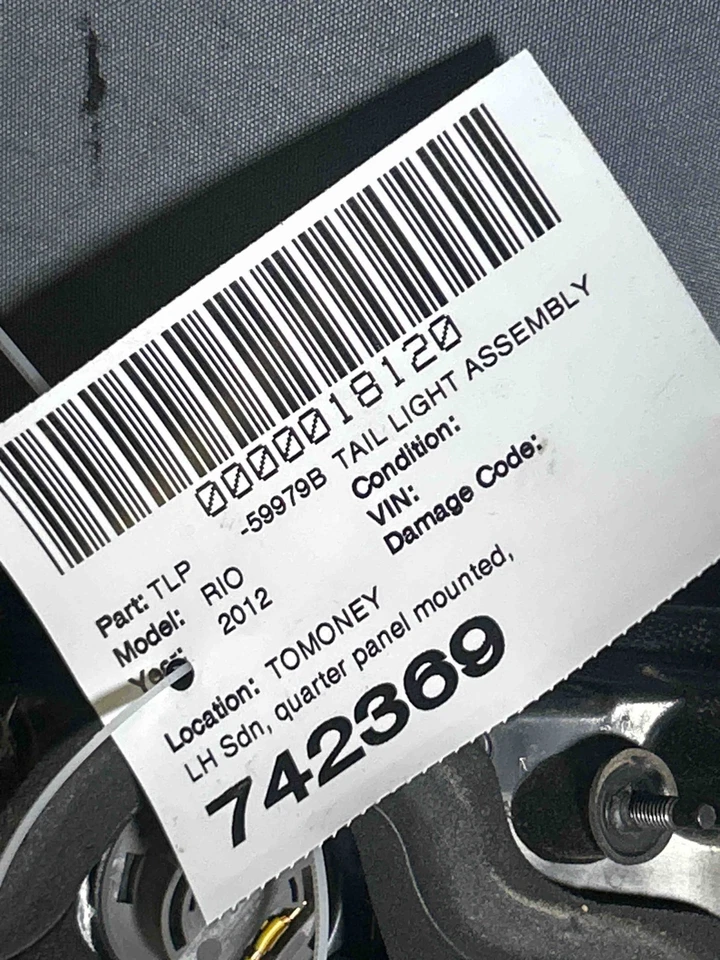 0000018120
Part: TLP -59979B TAIL LIGHT ASSEMBLY
Model: RIO Condition:
Year: 2012 VIN:
Damage Code:
Location: TOMONEY
LH Sdn, quarter panel mounted,
742369